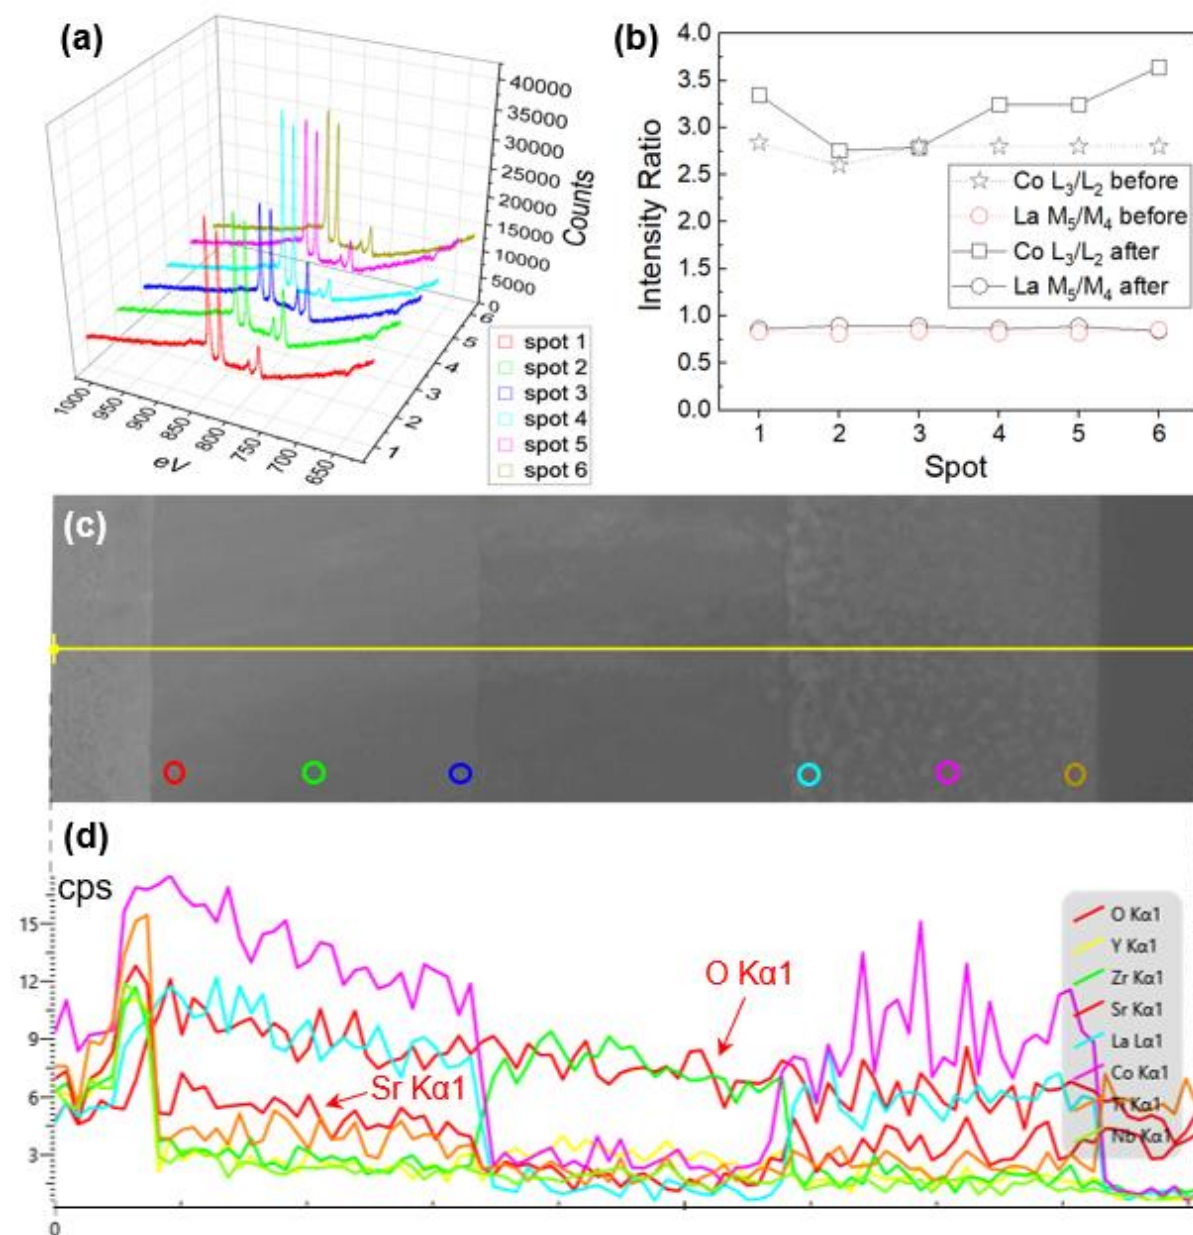 (a)
40000
35000
30000
25000
20000
15000
10000
5000
0
Counts
6
5
4
3
2
1
1000
950
900
850
800
750
700
650
eV
spot 1
spot 2
spot 3
spot 4
spot 5
spot 6
(b)
4.0
3.5
3.0
2.5
2.0
1.5
1.0
0.5
0.0
Intensity Ratio
Co L₃/L₂ before
La M₅/M₄ before
Co L₃/L₂ after
La M₅/M₄ after
1 2 3 4 5 6
Spot
(c)
(d)
cps
15
12
9
6
3
0
O Kα1
Sr Kα1
O Kα1
Y Kα1
Zr Kα1
Sr Kα1
La Lα1
Co Kα1
Ti Kα1
Nb Kα1